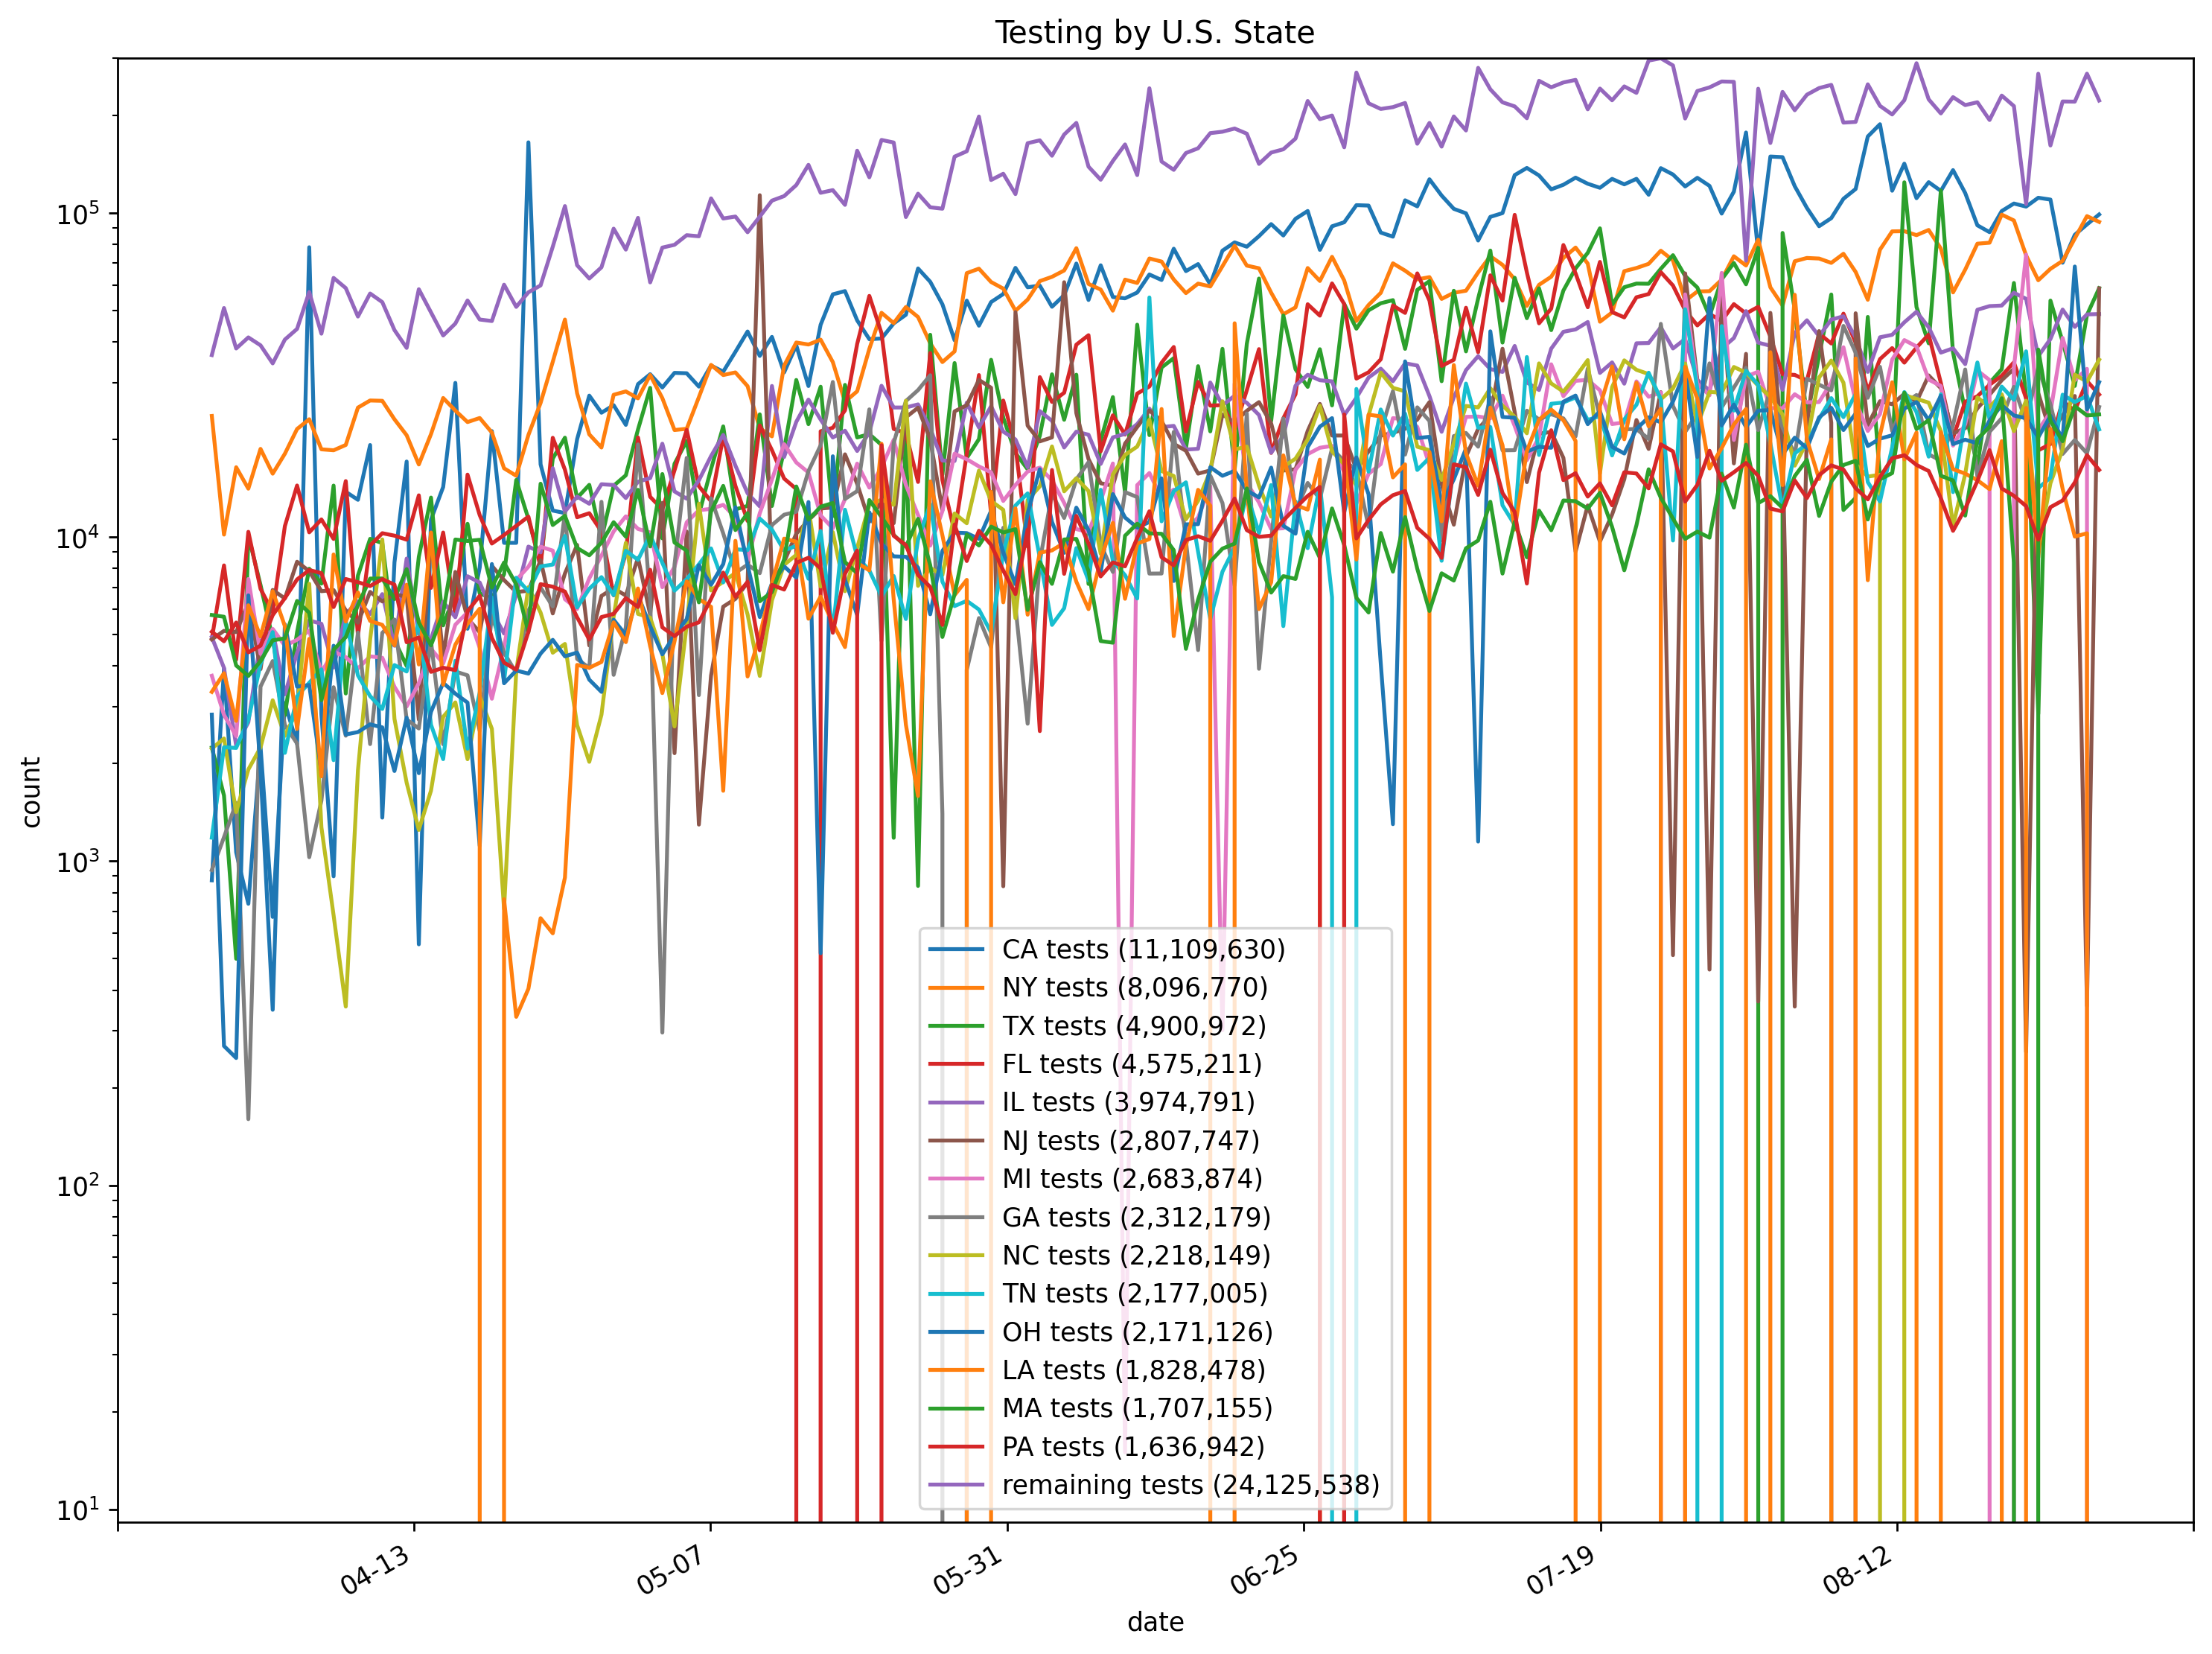 Testing by U.S. State
count
10^5
10^4
10^3
10^2
10^1
CA tests (11,109,630)
NY tests (8,096,770)
TX tests (4,900,972)
FL tests (4,575,211)
IL tests (3,974,791)
NJ tests (2,807,747)
MI tests (2,683,874)
GA tests (2,312,179)
NC tests (2,218,149)
TN tests (2,177,005)
OH tests (2,171,126)
LA tests (1,828,478)
MA tests (1,707,155)
PA tests (1,636,942)
remaining tests (24,125,538)
04-13
05-07
05-31
06-25
07-19
08-12
date